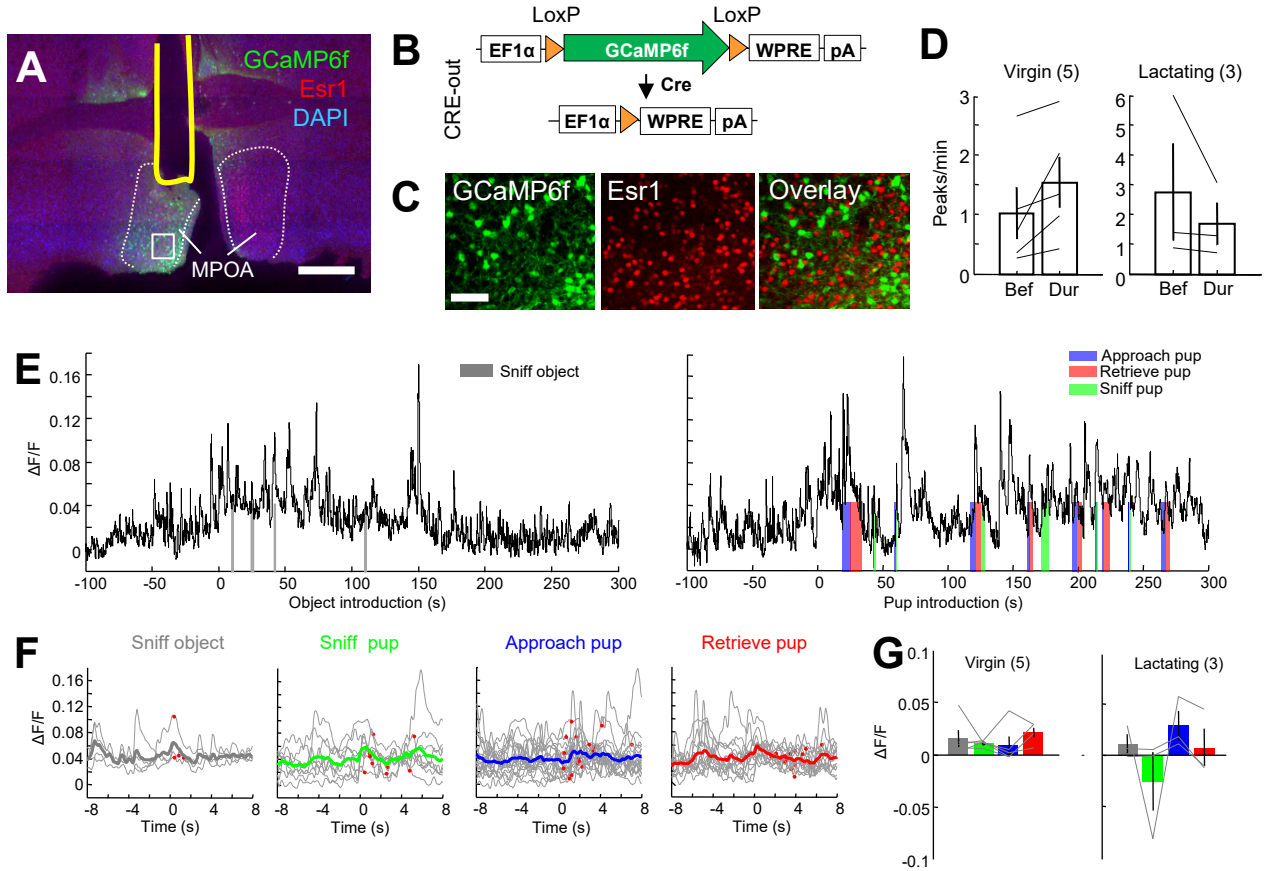 A
GCaMP6f
Esr1
DAPI
MPOA
B
CRE-out
LoxP LoxP
EF1α GCaMP6f WPRE pA
Cre
EF1α WPRE pA
C
GCaMP6f Esr1 Overlay
D
Virgin (5) Lactating (3)
Peaks/min
3
2
1
0
Bef Dur
6
5
4
3
2
1
0
Bef Dur
E
Sniff object
ΔF/F
0.16
0.12
0.08
0.04
0
-100 -50 0 50 100 150 200 250 300
Object introduction (s)
Approach pup
Retrieve pup
Sniff pup
-100 -50 0 50 100 150 200 250 300
Pup introduction (s)
F
Sniff object Sniff pup Approach pup Retrieve pup
ΔF/F
0.16
0.12
0.08
0.04
0
-8 -4 0 4 8
Time (s)
-8 -4 0 4 8
Time (s)
-8 -4 0 4 8
Time (s)
-8 -4 0 4 8
Time (s)
G
Virgin (5) Lactating (3)
ΔF/F
0.1
0.05
0
-0.05
-0.1